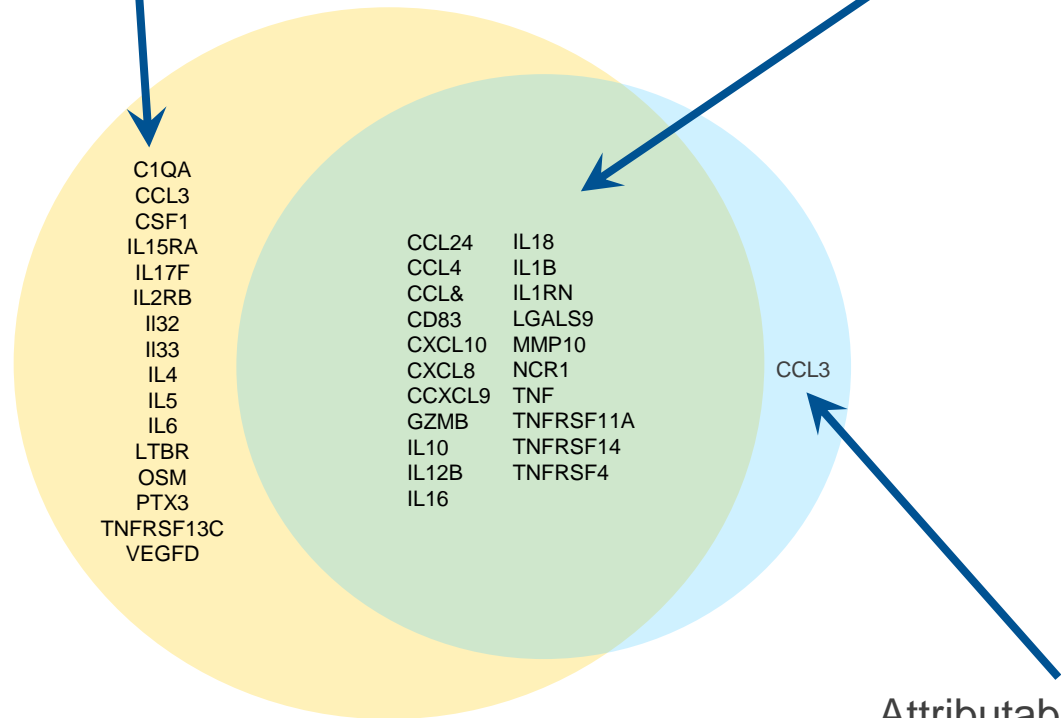 C1QA
CCL3
CSF1
IL15RA
IL17F
IL2RB
Il32
Il33
IL4
IL5
IL6
LTBR
OSM
PTX3
TNFRSF13C
VEGFD
CCL24
CCL4
CCL&
CD83
CXCL10
CXCL8
CCXCL9
GZMB
IL10
IL12B
IL16
IL18
IL1B
IL1RN
LGALS9
MMP10
NCR1
TNF
TNFRSF11A
TNFRSF14
TNFRSF4
CCL3
Attributab